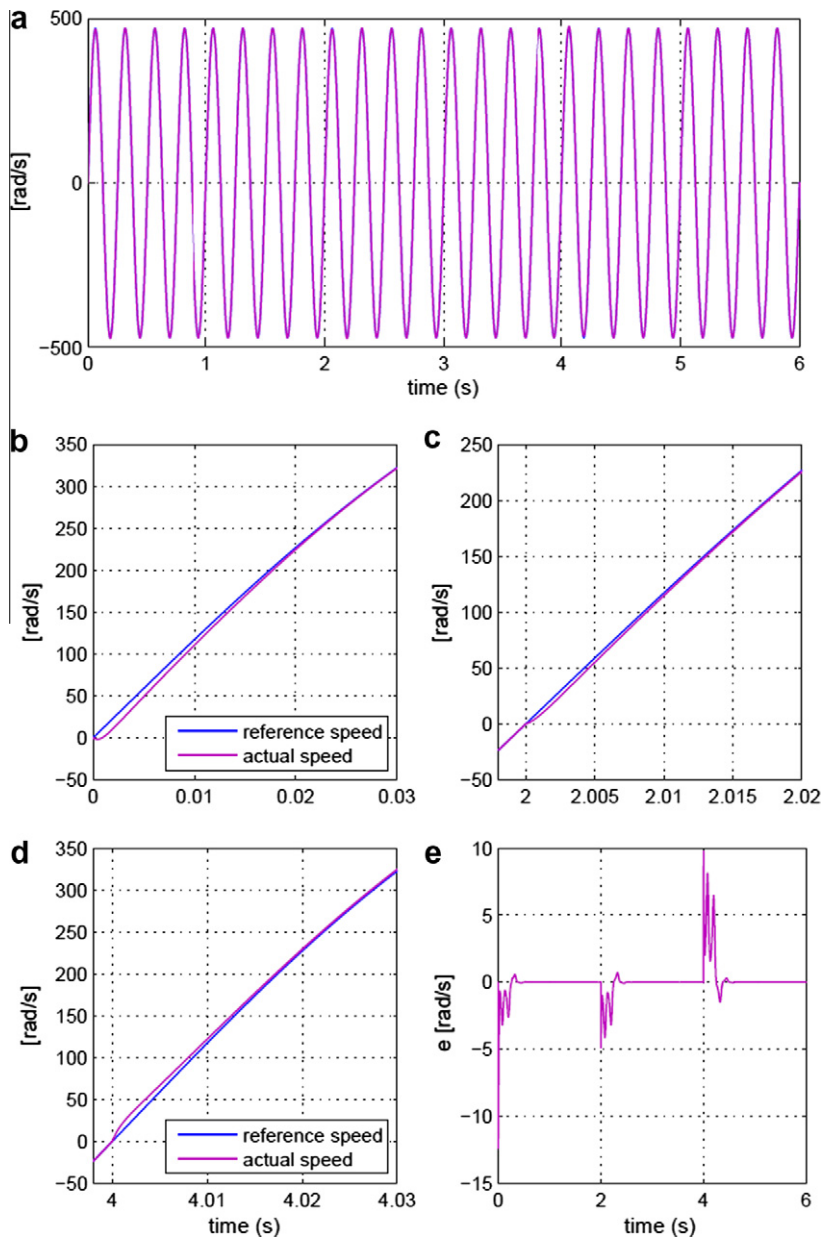 a
500
0
−500
[rad/s]
0 1 2 3 4 5 6
time (s)
b
350
300
250
200
150
100
50
0
−50
[rad/s]
reference speed
actual speed
0 0.01 0.02 0.03
c
250
200
150
100
50
0
−50
[rad/s]
2 2.005 2.01 2.015 2.02
d
350
300
250
200
150
100
50
0
−50
[rad/s]
reference speed
actual speed
4 4.01 4.02 4.03
time (s)
e
10
5
0
−5
−10
−15
e [rad/s]
0 2 4 6
time (s)